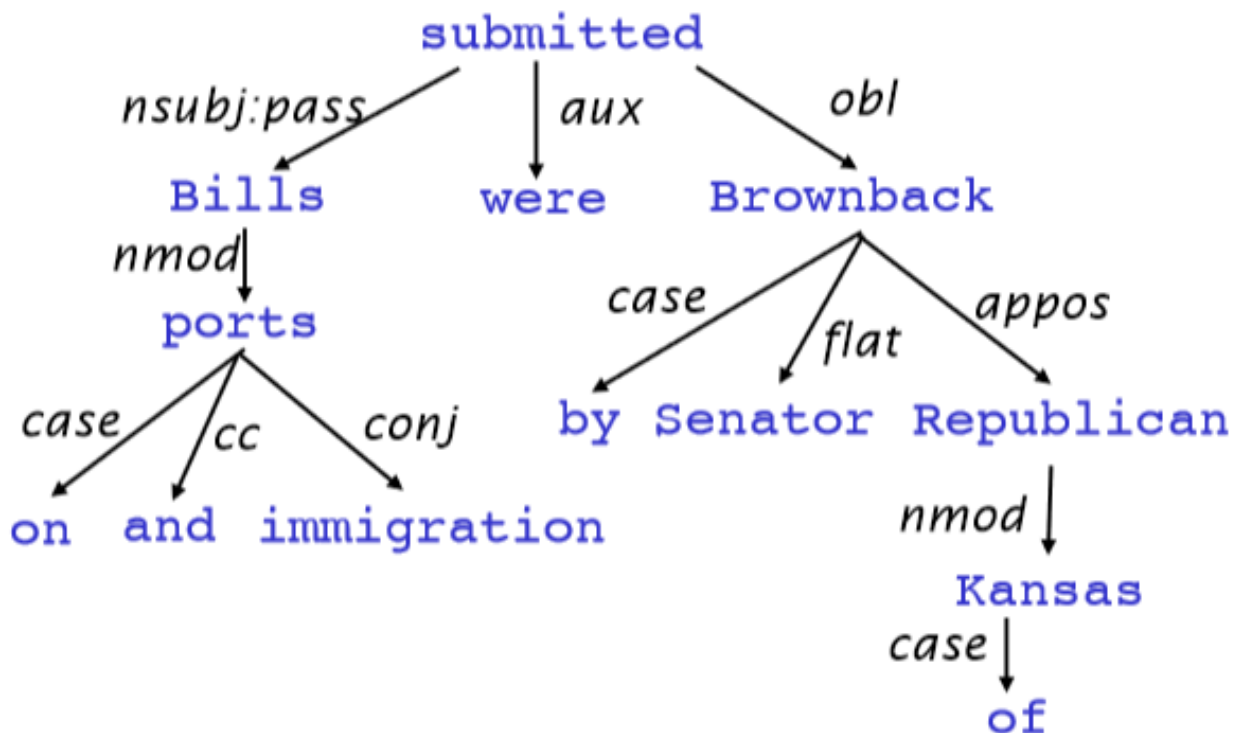 submitted
nsubj:pass aux obl
Bills were Brownback
nmod case appos
ports flat
case cc conj by Senator Republican
on and immigration nmod
Kansas
case
of